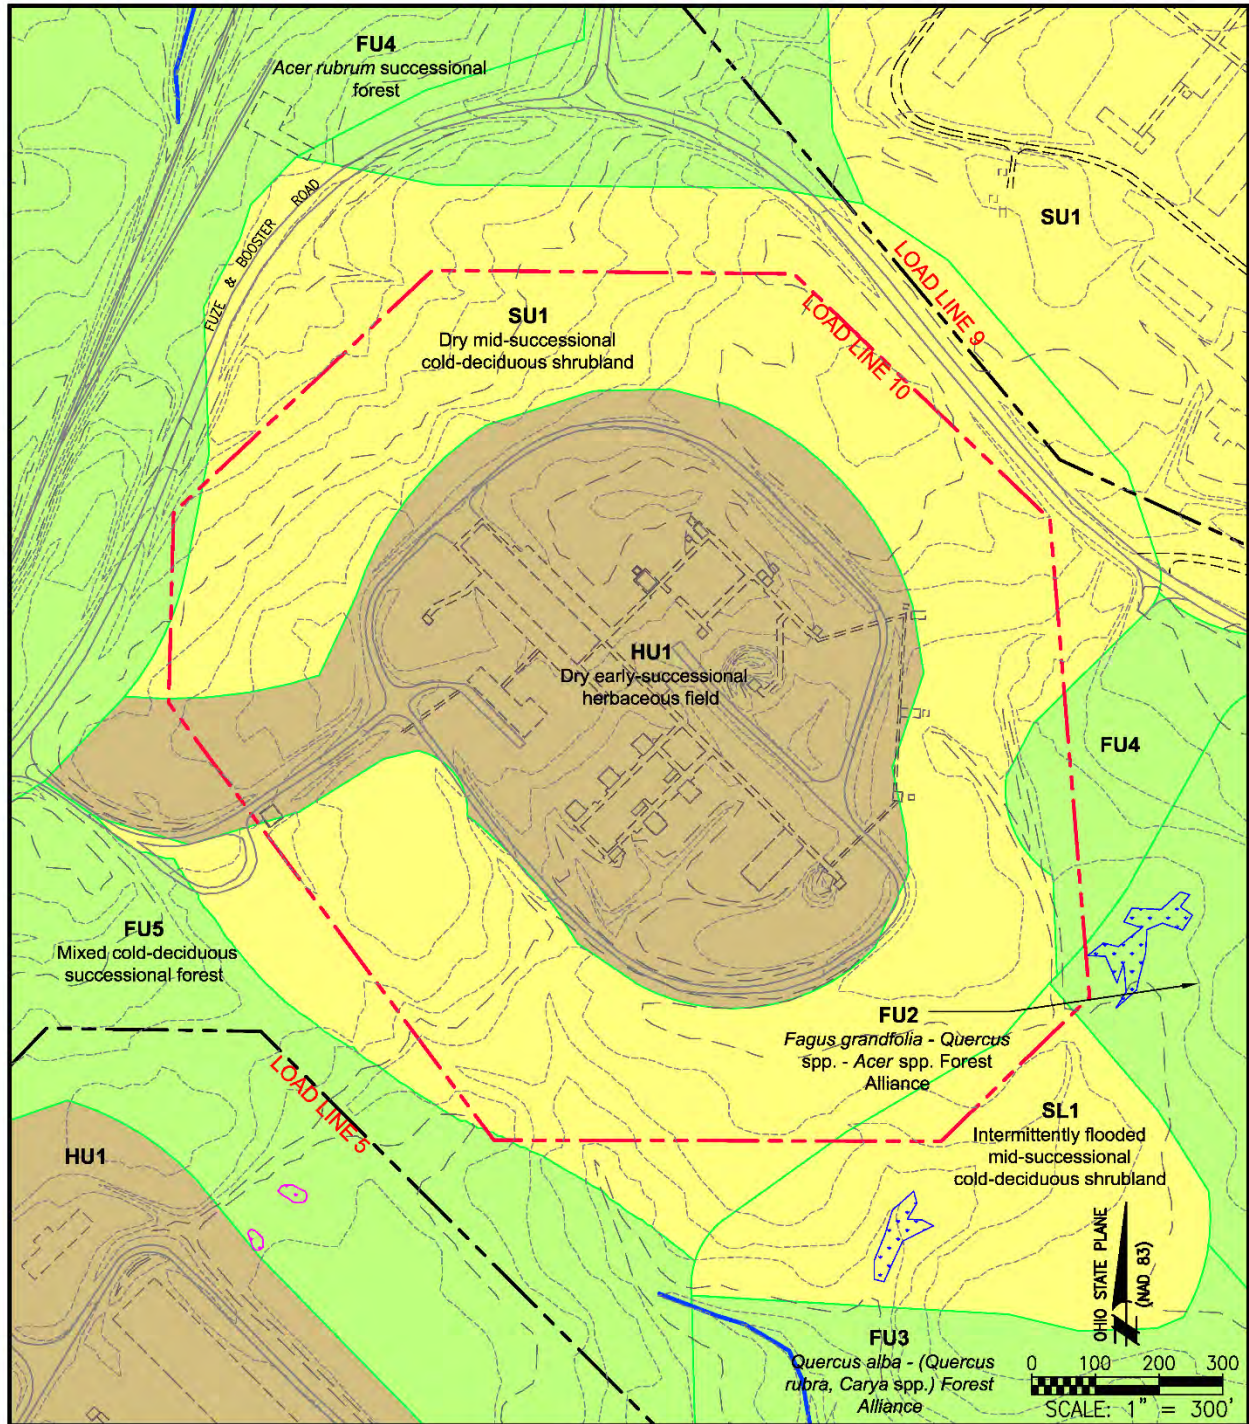 FU4
Acer rubrum successional
forest
FUZE & BOOSTER ROAD
SU1
LOAD LINE 9
SU1
Dry mid-successional
cold-deciduous shrubland
LOAD LINE 10
HU1
Dry early-successional
herbaceous field
FU4
FU5
Mixed cold-deciduous
successional forest
FU2
Fagus grandfolia - Quercus
spp. - Acer spp. Forest
Alliance
LOAD LINE 5
SL1
Intermittently flooded
mid-successional
cold-deciduous shrubland
HU1
OHIO STATE PLANE
(NAD 83)
FU3
Quercus alba - (Quercus
rubra, Carya spp.) Forest
Alliance
0 100 200 300
SCALE: 1" = 300'